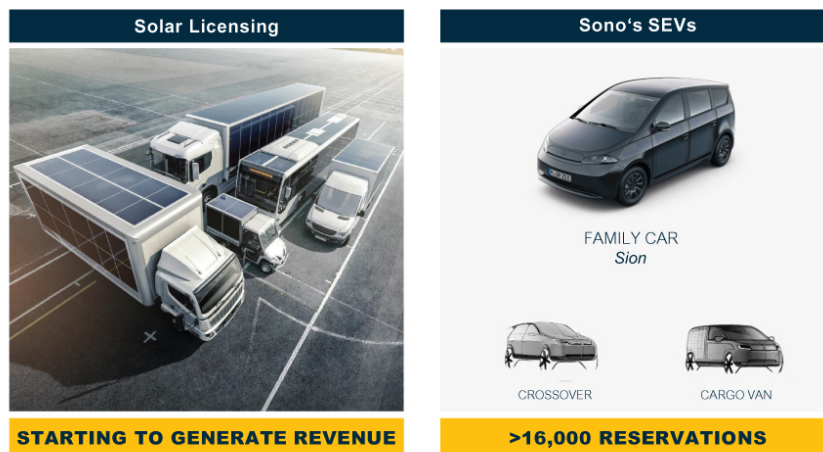 Solar Licensing
STARTING TO GENERATE REVENUE
Sono‘s SEVs
FAMILY CAR
Sion
CROSSOVER
CARGO VAN
>16,000 RESERVATIONS